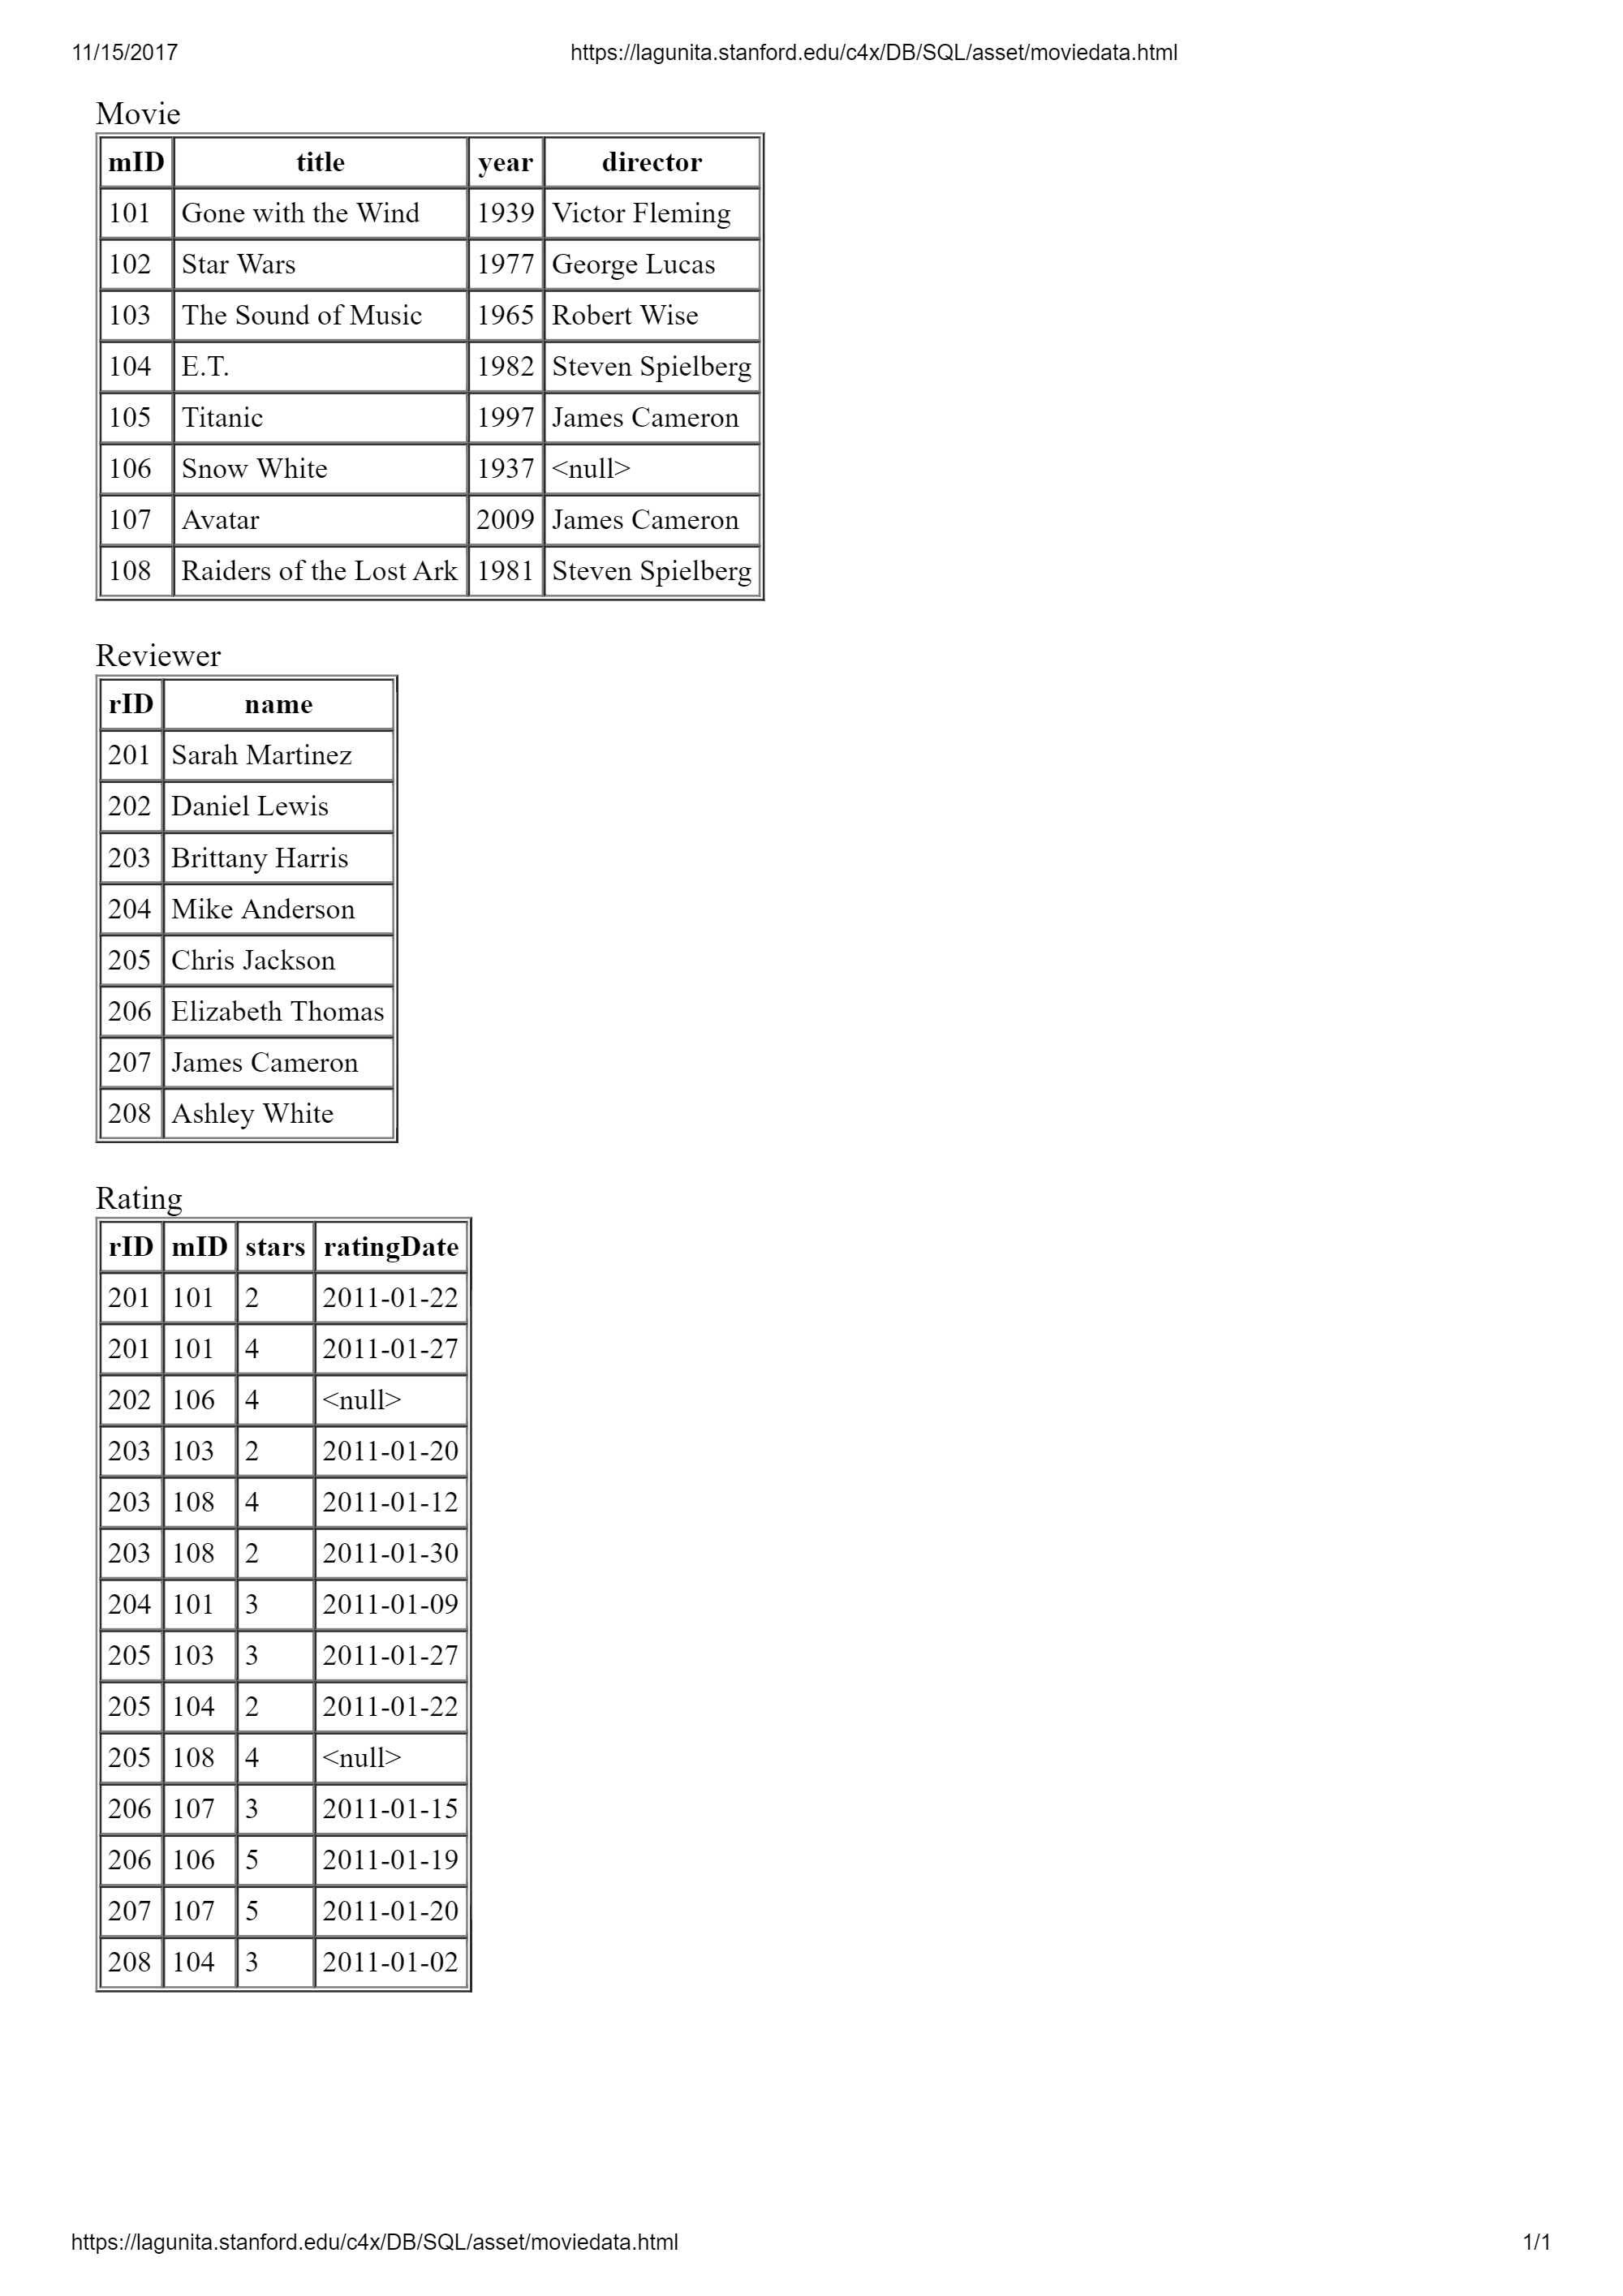 11/15/2017 https://lagunita.stanford.edu/c4x/DB/SQL/asset/moviedata.html
Movie
mID title year director
101 Gone with the Wind 1939 Victor Fleming
102 Star Wars 1977 George Lucas
103 The Sound of Music 1965 Robert Wise
104 E.T. 1982 Steven Spielberg
105 Titanic 1997 James Cameron
106 Snow White 1937 <null>
107 Avatar 2009 James Cameron
108 Raiders of the Lost Ark 1981 Steven Spielberg
Reviewer
rID name
201 Sarah Martinez
202 Daniel Lewis
203 Brittany Harris
204 Mike Anderson
205 Chris Jackson
206 Elizabeth Thomas
207 James Cameron
208 Ashley White
Rating
rID mID stars ratingDate
201 101 2 2011-01-22
201 101 4 2011-01-27
202 106 4 <null>
203 103 2 2011-01-20
203 108 4 2011-01-12
203 108 2 2011-01-30
204 101 3 2011-01-09
205 103 3 2011-01-27
205 104 2 2011-01-22
205 108 4 <null>
206 107 3 2011-01-15
206 106 5 2011-01-19
207 107 5 2011-01-20
208 104 3 2011-01-02
https://lagunita.stanford.edu/c4x/DB/SQL/asset/moviedata.html 1/1